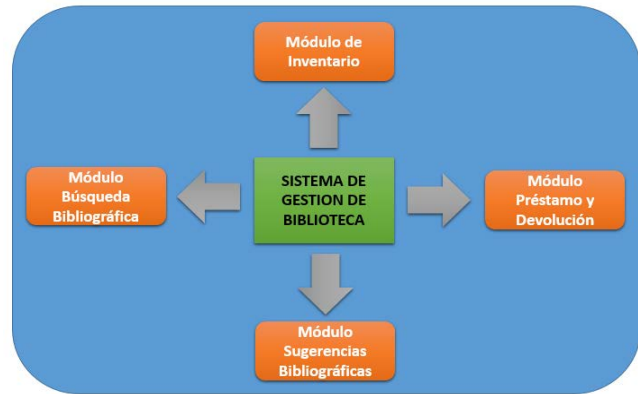 Módulo de
Inventario
Módulo
Búsqueda
Bibliográfica
SISTEMA DE
GESTION DE
BIBLIOTECA
Módulo
Préstamo y
Devolución
Módulo
Sugerencias
Bibliográficas